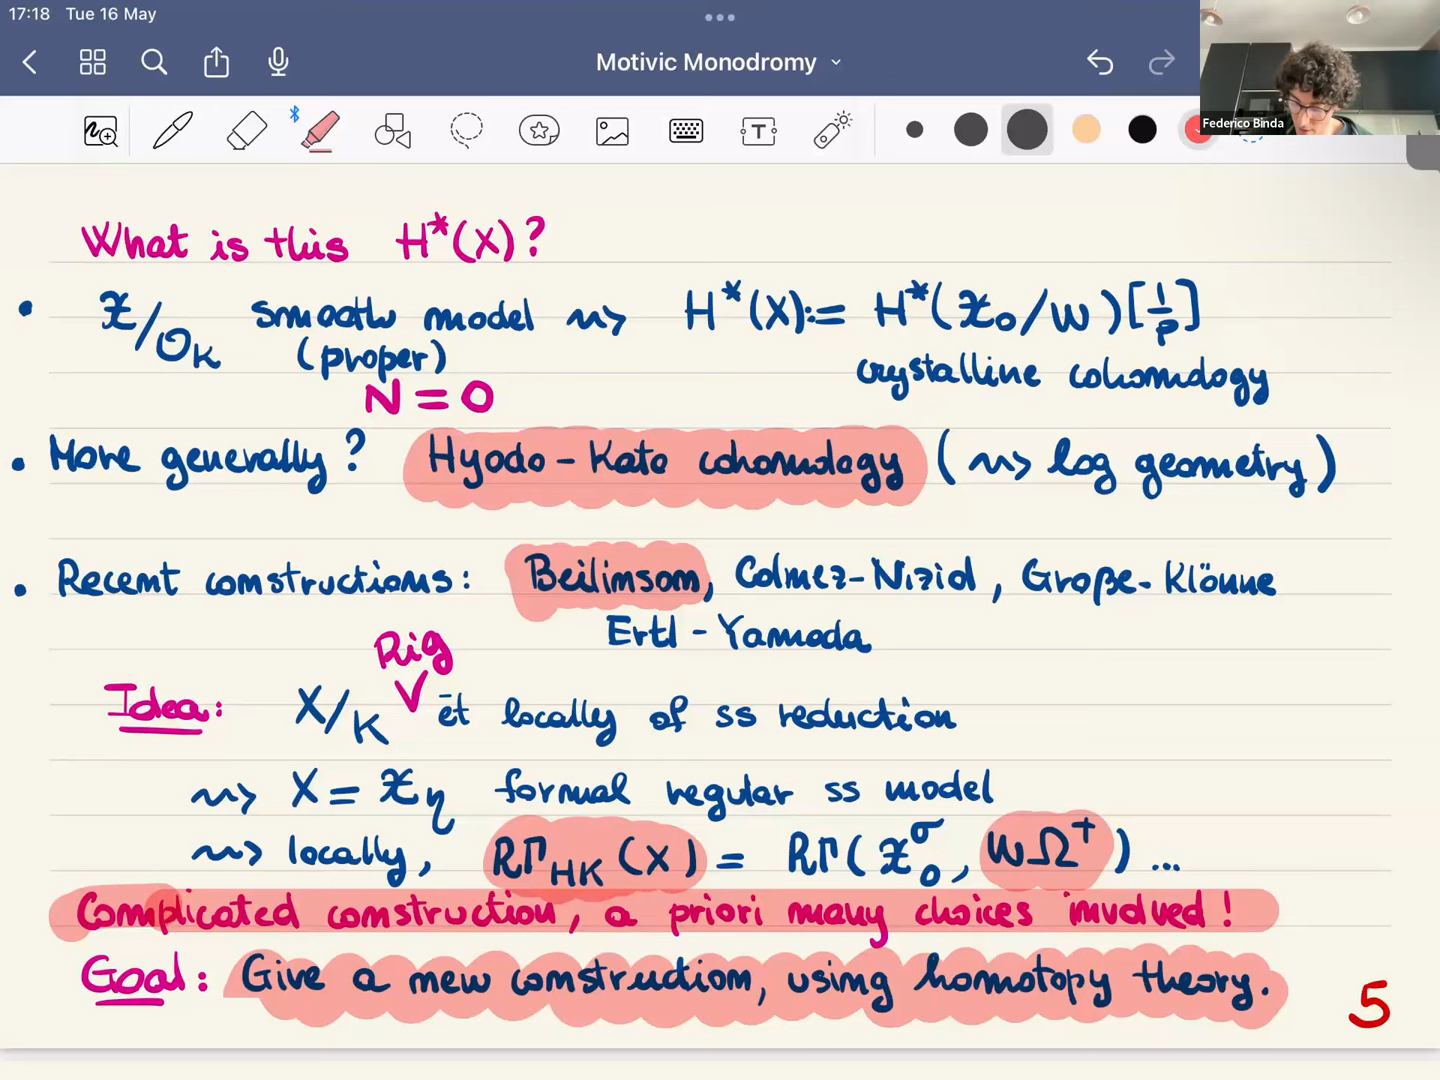 17:18 Tue 16 May
Motivic Monodromy
Federico Binda
What is this H*(X)?
• 𝒳/O_K smooth model ⇝ H*(X) := H*(𝒳₀/W)[1/p]
(proper) crystalline cohomology
N = 0
• More generally? Hyodo-Kato cohomology (⇝ log geometry)
• Recent constructions: Beilinson, Colmez-Nizioł, Große-Klönne
Ertl-Yamada
Rig
Idea: X/K ∨ ét locally of ss reduction
⇝ X = 𝒳_η formal regular ss model
⇝ locally, RΓ_HK(X) = RΓ(𝒳₀^σ, WΩ^+) ...
Complicated construction, a priori many choices involved!
Goal: Give a new construction, using homotopy theory.
5